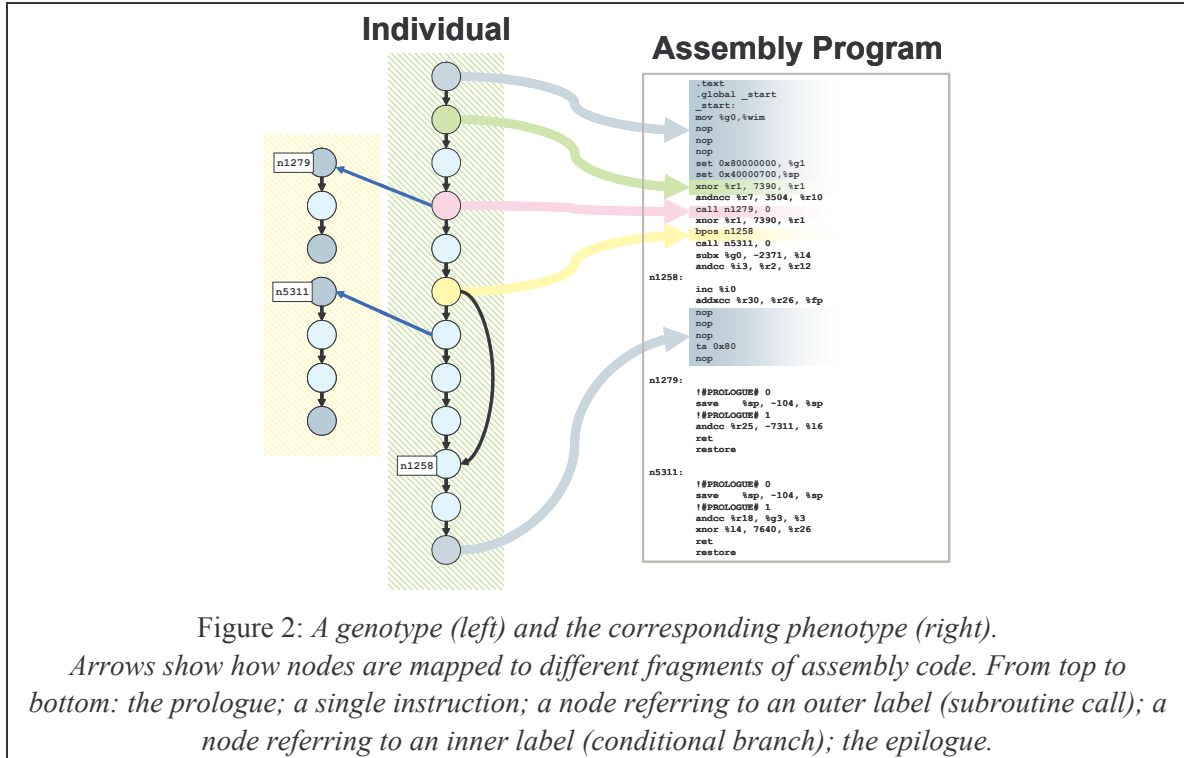 Individual
Assembly Program
n1279
n5311
n1258
.text
.global _start
_start:
mov %g0,%wim
nop
nop
nop
set 0x80000000, %g1
set 0x40000700,%sp
xnor %r1, 7390, %r1
andncc %r7, 3504, %r10
call n1279, 0
xnor %r1, 7390, %r1
bpos n1258
call n5311, 0
subx %g0, -2371, %l4
andcc %i3, %r2, %r12
n1258:
inc %i0
addxcc %r30, %r26, %fp
nop
nop
nop
ta 0x80
nop
n1279:
!#PROLOGUE# 0
save %sp, -104, %sp
!#PROLOGUE# 1
andcc %r25, -7311, %l6
ret
restore
n5311:
!#PROLOGUE# 0
save %sp, -104, %sp
!#PROLOGUE# 1
andcc %r18, %g3, %3
xnor %l4, 7640, %r26
ret
restore
Figure 2: A genotype (left) and the corresponding phenotype (right).
Arrows show how nodes are mapped to different fragments of assembly code. From top to
bottom: the prologue; a single instruction; a node referring to an outer label (subroutine call); a
node referring to an inner label (conditional branch); the epilogue.